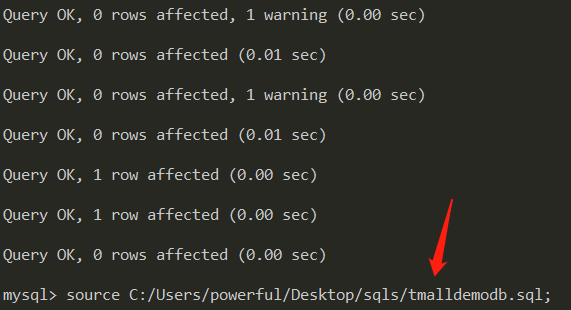 Query OK, 0 rows affected, 1 warning (0.00 sec)
Query OK, 0 rows affected (0.01 sec)
Query OK, 0 rows affected, 1 warning (0.00 sec)
Query OK, 0 rows affected (0.01 sec)
Query OK, 1 row affected (0.00 sec)
Query OK, 1 row affected (0.00 sec)
Query OK, 0 rows affected (0.00 sec)
mysql> source C:/Users/powerful/Desktop/sqls/tmalldemodb.sql;